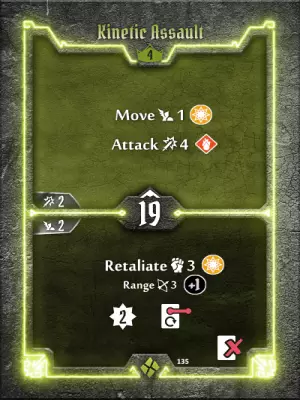 Kinetic Assault
4
Move 1
Attack 4
2
2
19
Retaliate 3
Range 3 +1
2
135